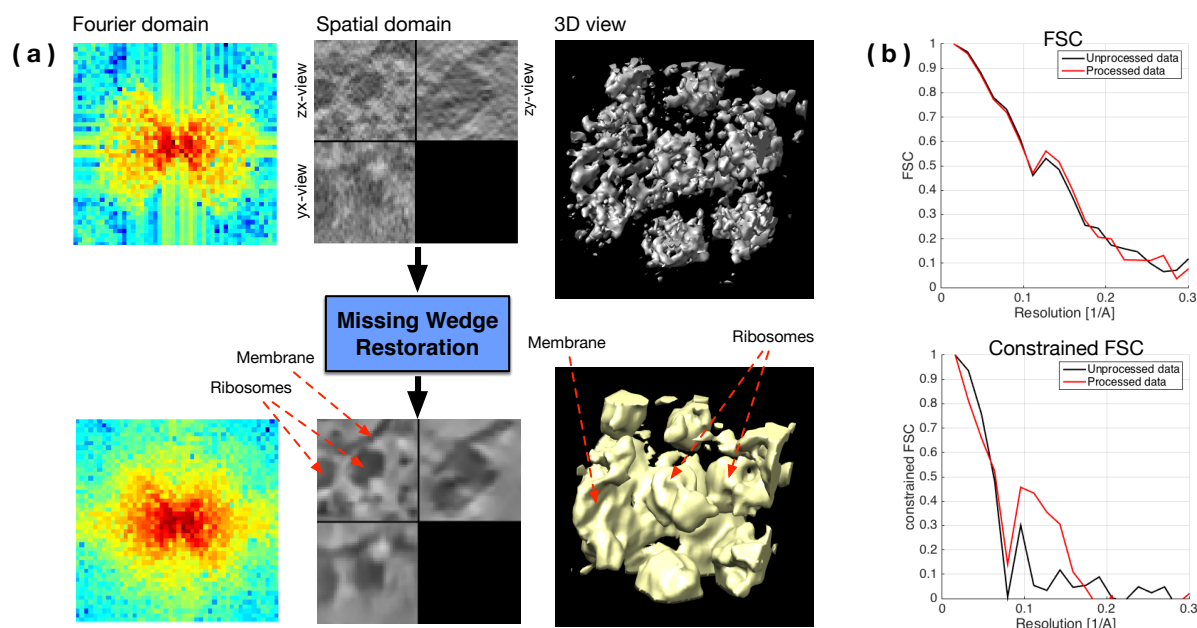 ( a )
Fourier domain
Spatial domain
3D view
zx-view
zy-view
yx-view
Missing Wedge
Restoration
Membrane
Ribosomes
Membrane
Ribosomes
( b )
FSC
Unprocessed data
Processed data
1
0.9
0.8
0.7
0.6
0.5
0.4
0.3
0.2
0.1
0
FSC
0
0.1
0.2
0.3
Resolution [1/A]
Constrained FSC
Unprocessed data
Processed data
1
0.9
0.8
0.7
0.6
0.5
0.4
0.3
0.2
0.1
0
constrained FSC
0
0.1
0.2
0.3
Resolution [1/A]